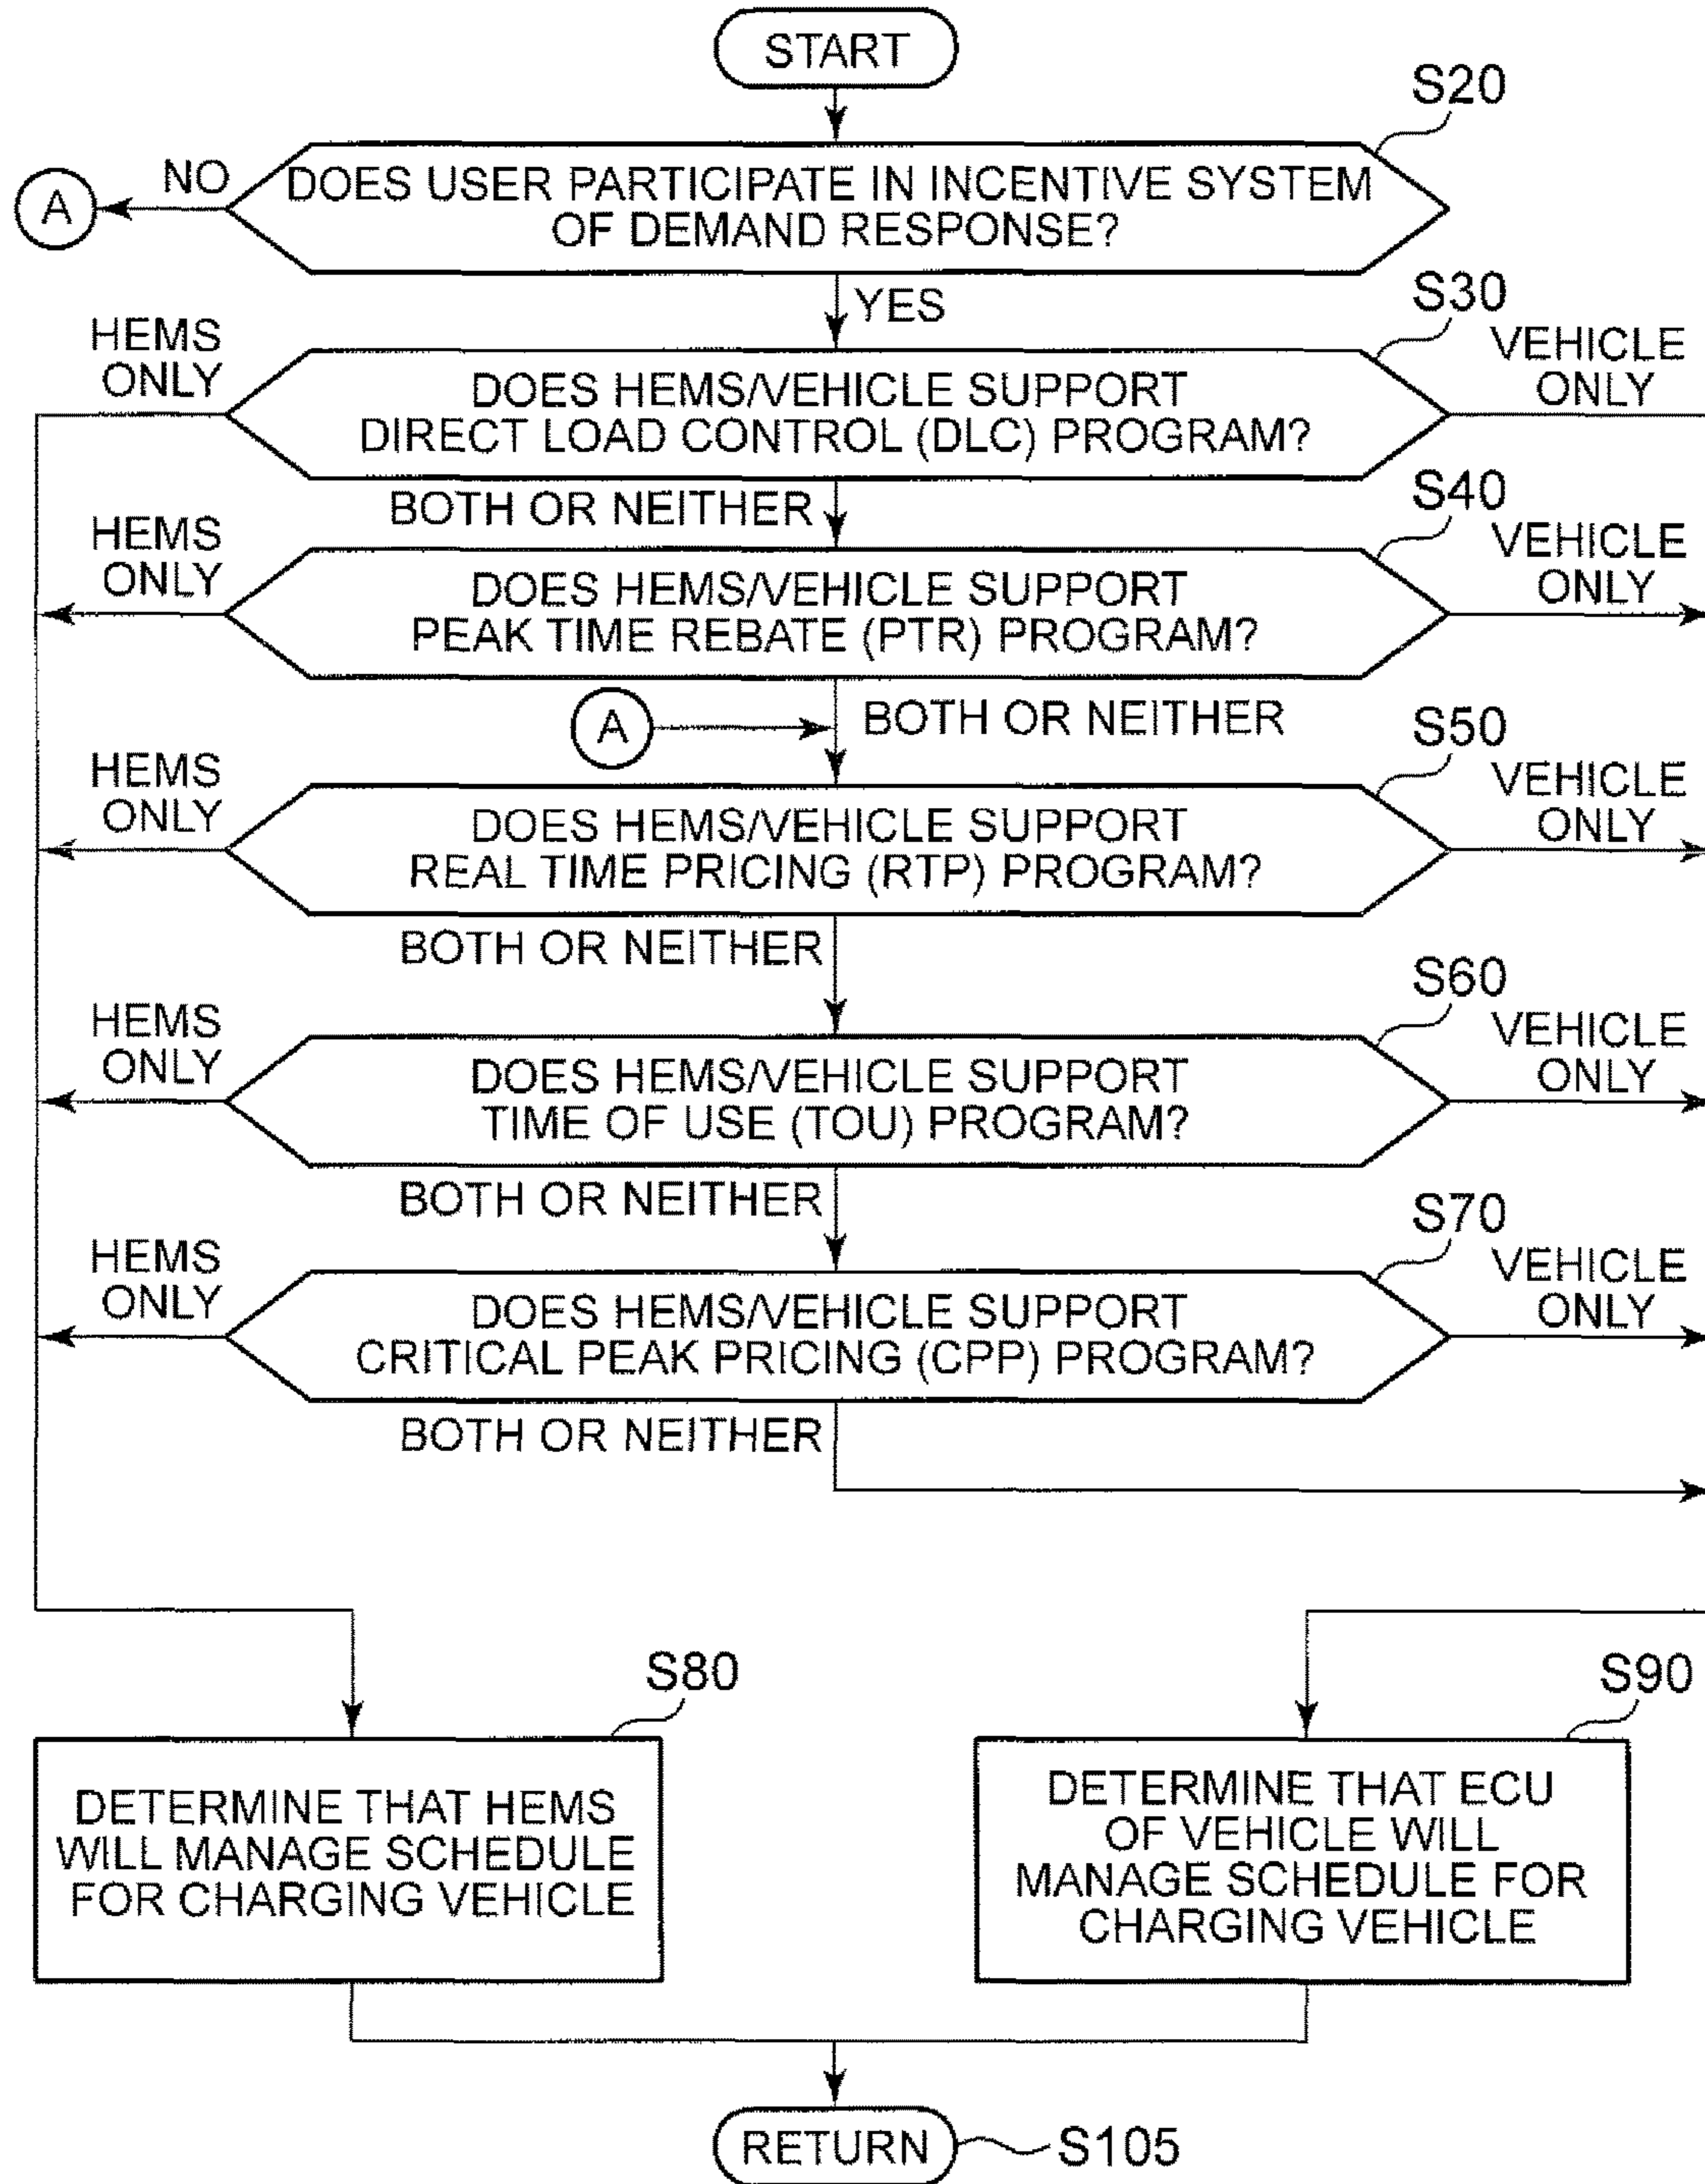 START
S20
NO
A
DOES USER PARTICIPATE IN INCENTIVE SYSTEM
OF DEMAND RESPONSE?
YES
S30
HEMS
ONLY
DOES HEMS/VEHICLE SUPPORT
DIRECT LOAD CONTROL (DLC) PROGRAM?
VEHICLE
ONLY
BOTH OR NEITHER
S40
HEMS
ONLY
DOES HEMS/VEHICLE SUPPORT
PEAK TIME REBATE (PTR) PROGRAM?
VEHICLE
ONLY
A
BOTH OR NEITHER
S50
HEMS
ONLY
DOES HEMS/VEHICLE SUPPORT
REAL TIME PRICING (RTP) PROGRAM?
VEHICLE
ONLY
BOTH OR NEITHER
S60
HEMS
ONLY
DOES HEMS/VEHICLE SUPPORT
TIME OF USE (TOU) PROGRAM?
VEHICLE
ONLY
BOTH OR NEITHER
S70
HEMS
ONLY
DOES HEMS/VEHICLE SUPPORT
CRITICAL PEAK PRICING (CPP) PROGRAM?
VEHICLE
ONLY
BOTH OR NEITHER
S80
DETERMINE THAT HEMS
WILL MANAGE SCHEDULE
FOR CHARGING VEHICLE
S90
DETERMINE THAT ECU
OF VEHICLE WILL
MANAGE SCHEDULE FOR
CHARGING VEHICLE
RETURN
S105